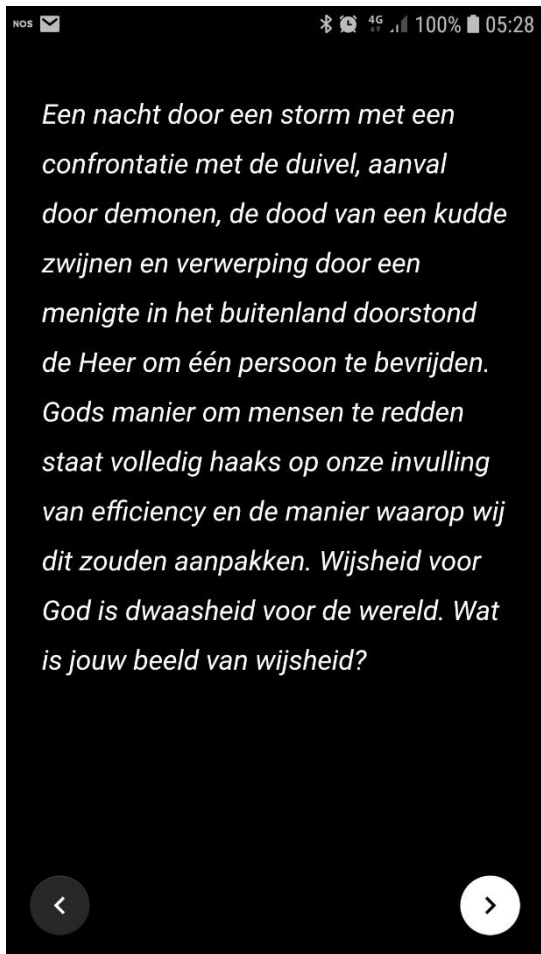 NOS 4G 100% 05:28
Een nacht door een storm met een
confrontatie met de duivel, aanval
door demonen, de dood van een kudde
zwijnen en verwerping door een
menigte in het buitenland doorstond
de Heer om één persoon te bevrijden.
Gods manier om mensen te redden
staat volledig haaks op onze invulling
van efficiency en de manier waarop wij
dit zouden aanpakken. Wijsheid voor
God is dwaasheid voor de wereld. Wat
is jouw beeld van wijsheid?